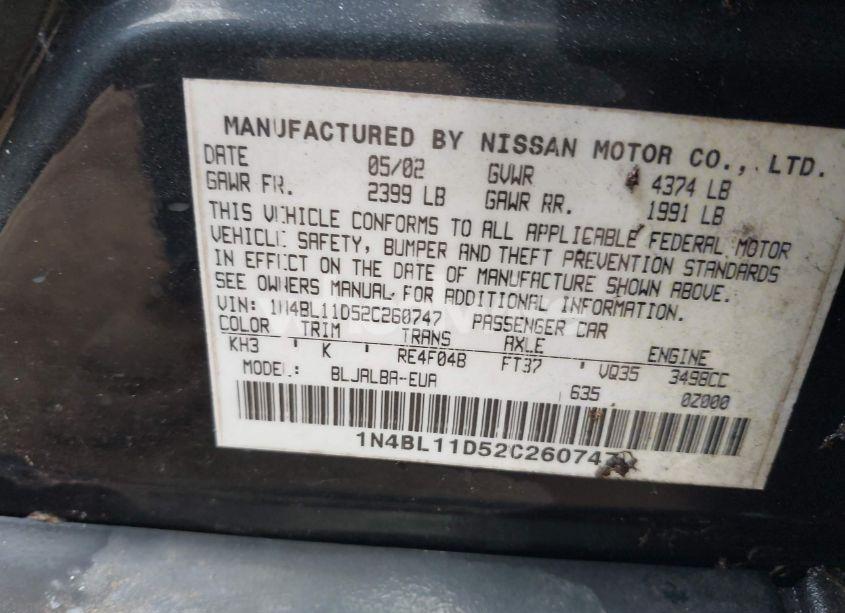 MANUFACTURED BY NISSAN MOTOR CO., LTD.
DATE 05/02 GVWR 4374 LB
GAWR FR. 2399 LB GAWR RR. 1991 LB
THIS VEHICLE CONFORMS TO ALL APPLICABLE FEDERAL MOTOR
VEHICLE SAFETY, BUMPER AND THEFT PREVENTION STANDARDS
IN EFFECT ON THE DATE OF MANUFACTURE SHOWN ABOVE.
SEE OWNERS MANUAL FOR ADDITIONAL INFORMATION.
VIN: 1N4BL11D52C260747 PASSENGER CAR
COLOR TRIM TRANS AXLE ENGINE
KH3 K RE4F04B FT37 VQ35 3498CC
MODEL: BLJALBA-EUA 635 0Z000
1N4BL11D52C260747